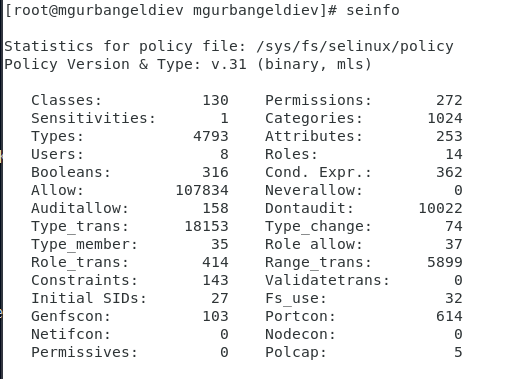 [root@mgurbangeldiev mgurbangeldiev]# seinfo
Statistics for policy file: /sys/fs/selinux/policy
Policy Version & Type: v.31 (binary, mls)
Classes: 130 Permissions: 272
Sensitivities: 1 Categories: 1024
Types: 4793 Attributes: 253
Users: 8 Roles: 14
Booleans: 316 Cond. Expr.: 362
Allow: 107834 Neverallow: 0
Auditallow: 158 Dontaudit: 10022
Type_trans: 18153 Type_change: 74
Type_member: 35 Role allow: 37
Role_trans: 414 Range_trans: 5899
Constraints: 143 Validatetrans: 0
Initial SIDs: 27 Fs_use: 32
Genfscon: 103 Portcon: 614
Netifcon: 0 Nodecon: 0
Permissives: 0 Polcap: 5